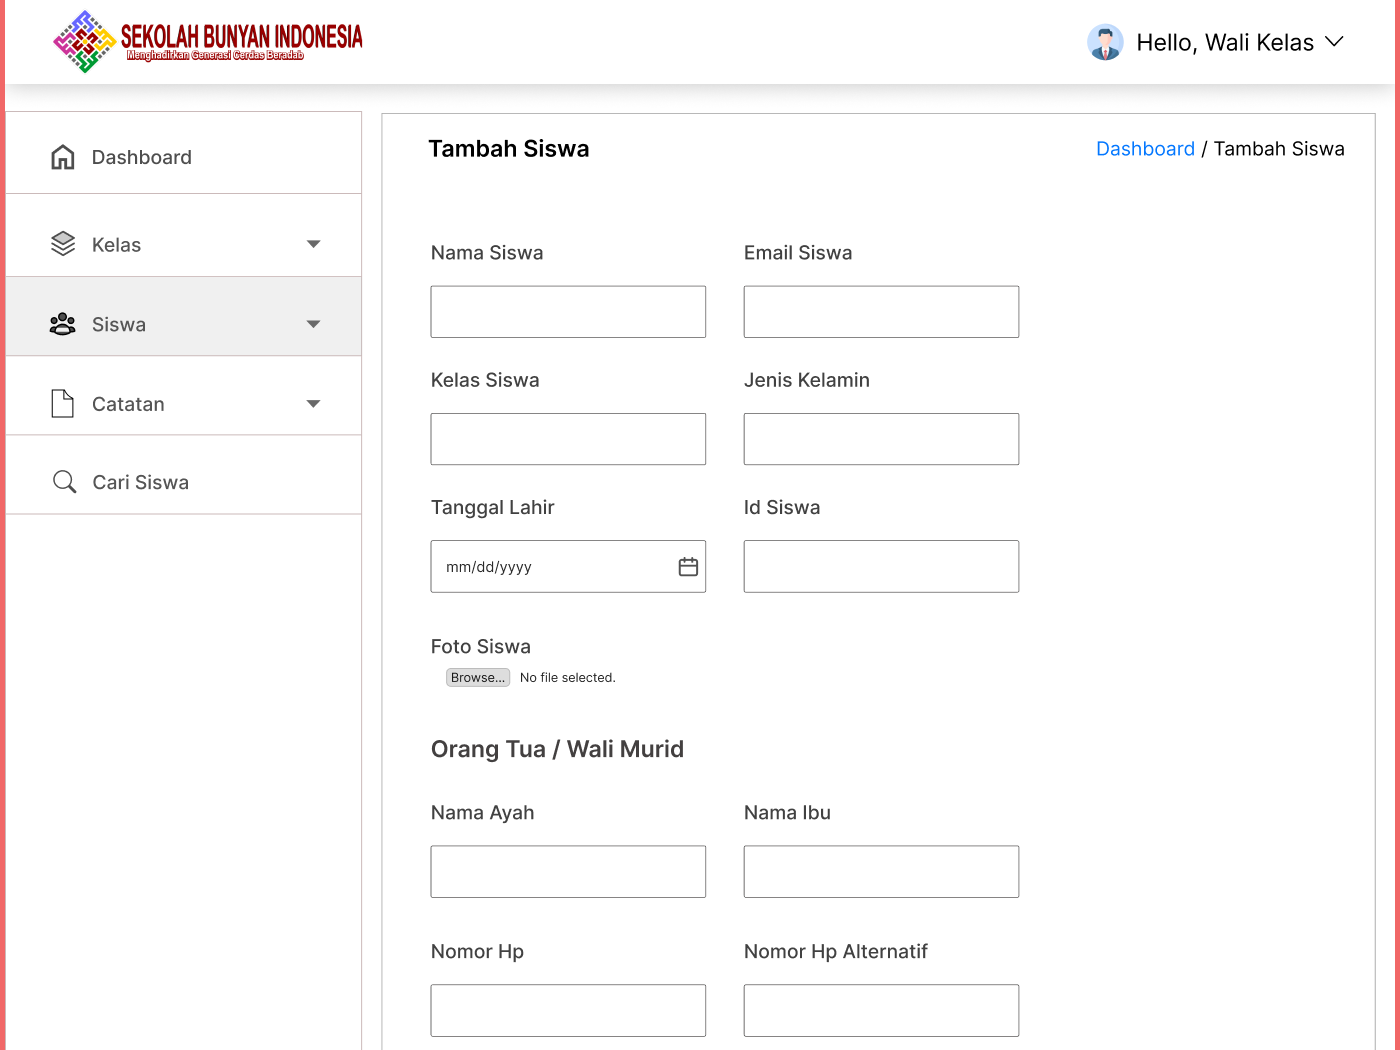 SEKOLAH BUNYAN INDONESIA
Menghadirkan Generasi Cerdas Beradab
Hello, Wali Kelas
Dashboard
Kelas
Siswa
Catatan
Cari Siswa
Tambah Siswa
Dashboard / Tambah Siswa
Nama Siswa
Email Siswa
Kelas Siswa
Jenis Kelamin
Tanggal Lahir
Id Siswa
mm/dd/yyyy
Foto Siswa
Browse... No file selected.
Orang Tua / Wali Murid
Nama Ayah
Nama Ibu
Nomor Hp
Nomor Hp Alternatif